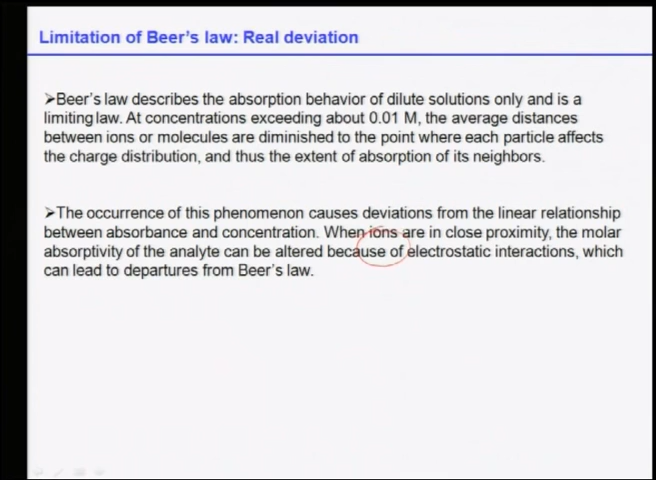 Limitation of Beer's law: Real deviation
➢Beer's law describes the absorption behavior of dilute solutions only and is a
limiting law. At concentrations exceeding about 0.01 M, the average distances
between ions or molecules are diminished to the point where each particle affects
the charge distribution, and thus the extent of absorption of its neighbors.
➢The occurrence of this phenomenon causes deviations from the linear relationship
between absorbance and concentration. When ions are in close proximity, the molar
absorptivity of the analyte can be altered because of electrostatic interactions, which
can lead to departures from Beer's law.